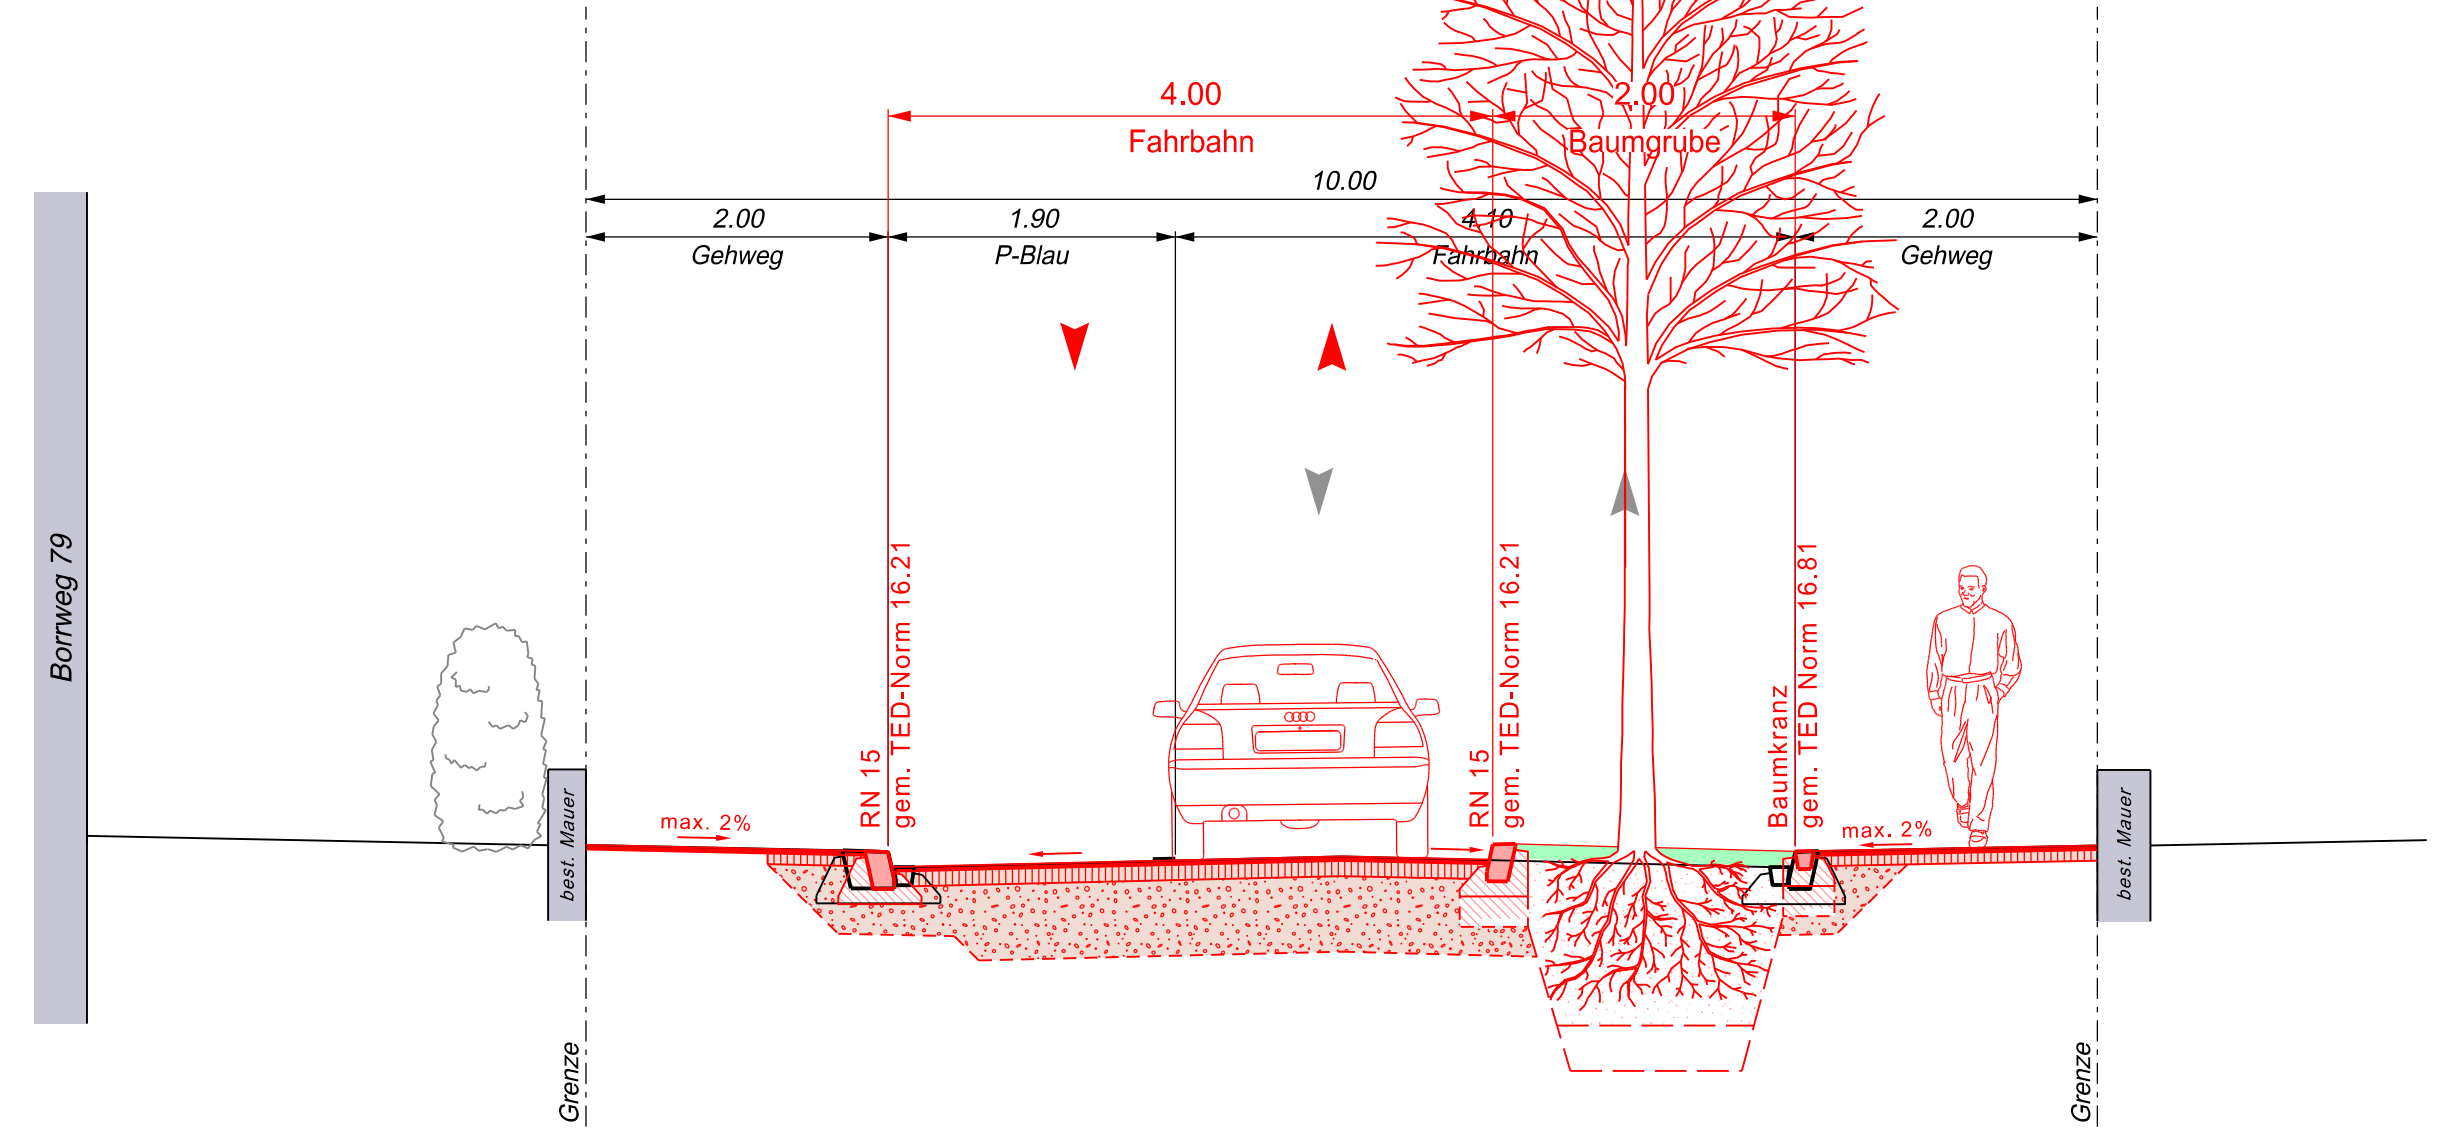 4.00
2.00
Fahrbahn
Baumgrube
10.00
2.00
1.90
4.10
2.00
Gehweg
P-Blau
Fahrbahn
Gehweg
Borrweg 79
RN 15
gem. TED-Norm 16.21
RN 15
gem. TED-Norm 16.21
Baumkranz
gem. TED Norm 16.81
max. 2%
max. 2%
best. Mauer
best. Mauer
Grenze
Grenze